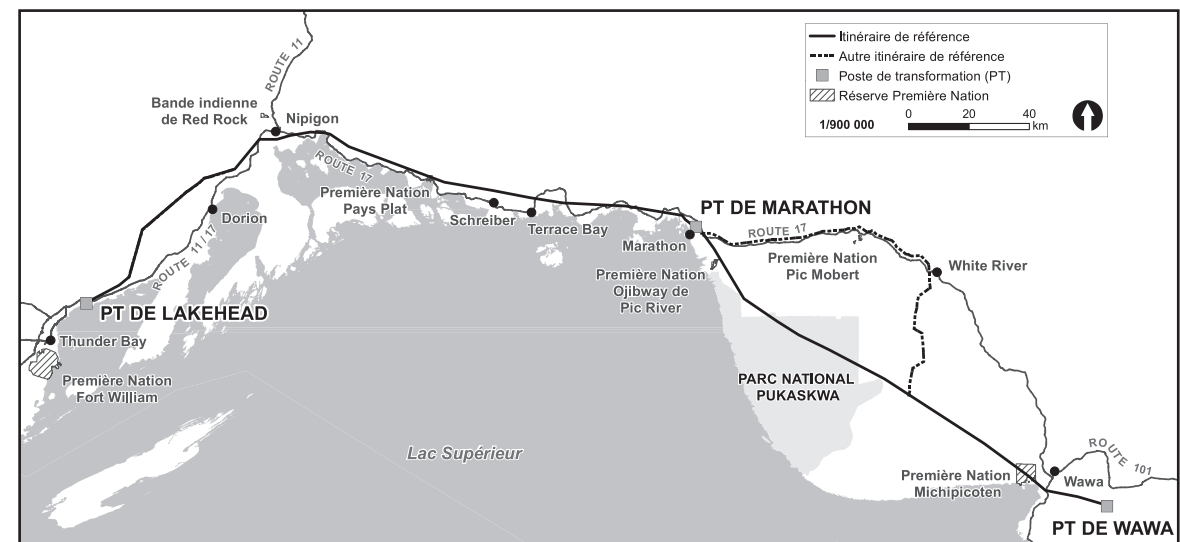 Itinéraire de référence
Autre itinéraire de référence
Poste de transformation (PT)
Réserve Première Nation
1/900 000
0 20 40
km
ROUTE 11
Bande indienne
de Red Rock
Nipigon
ROUTE 17
Première Nation
Pays Plat
Dorion
ROUTE 11/17
Schreiber
Terrace Bay
PT DE MARATHON
Marathon
ROUTE 17
Première Nation
Pic Mobert
White River
Première Nation
Ojibway de
Pic River
PT DE LAKEHEAD
Thunder Bay
Première Nation
Fort William
PARC NATIONAL
PUKASKWA
Lac Supérieur
Première Nation
Michipicoten
Wawa
ROUTE 101
PT DE WAWA